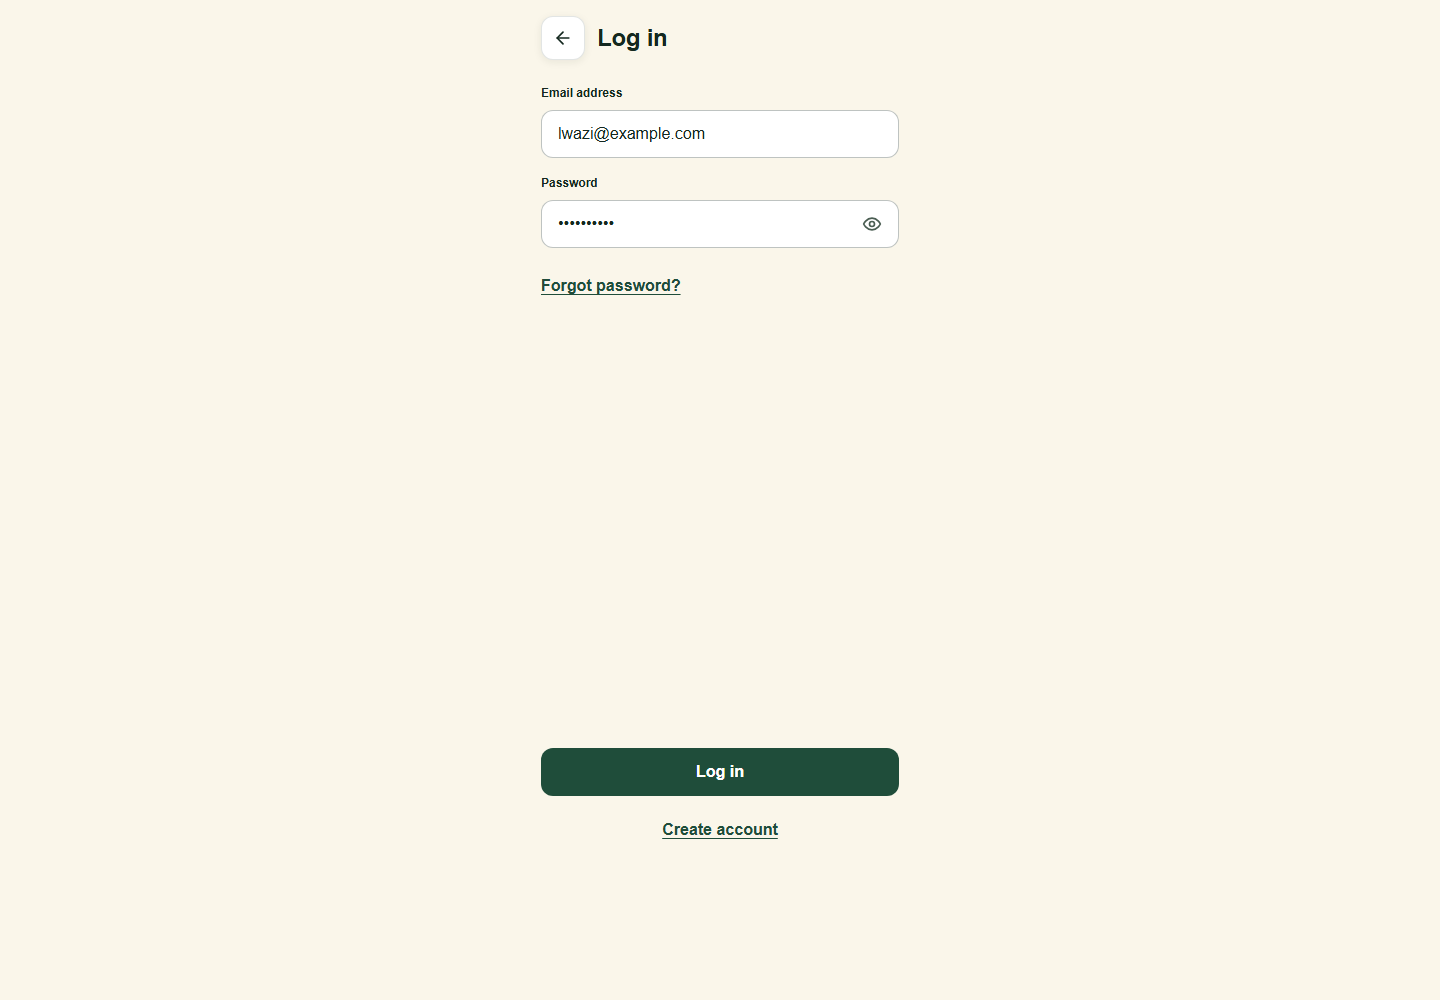 Log in
Email address
lwazi@example.com
Password
••••••••••
Forgot password?
Log in
Create account